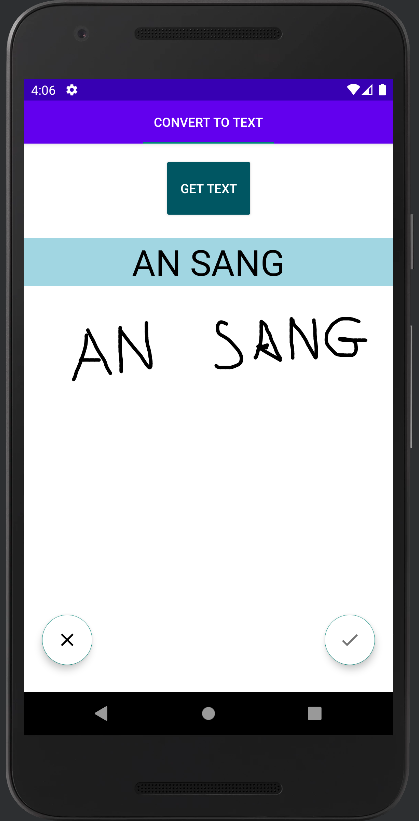 4:06
CONVERT TO TEXT
GET TEXT
AN SANG
AN SANG